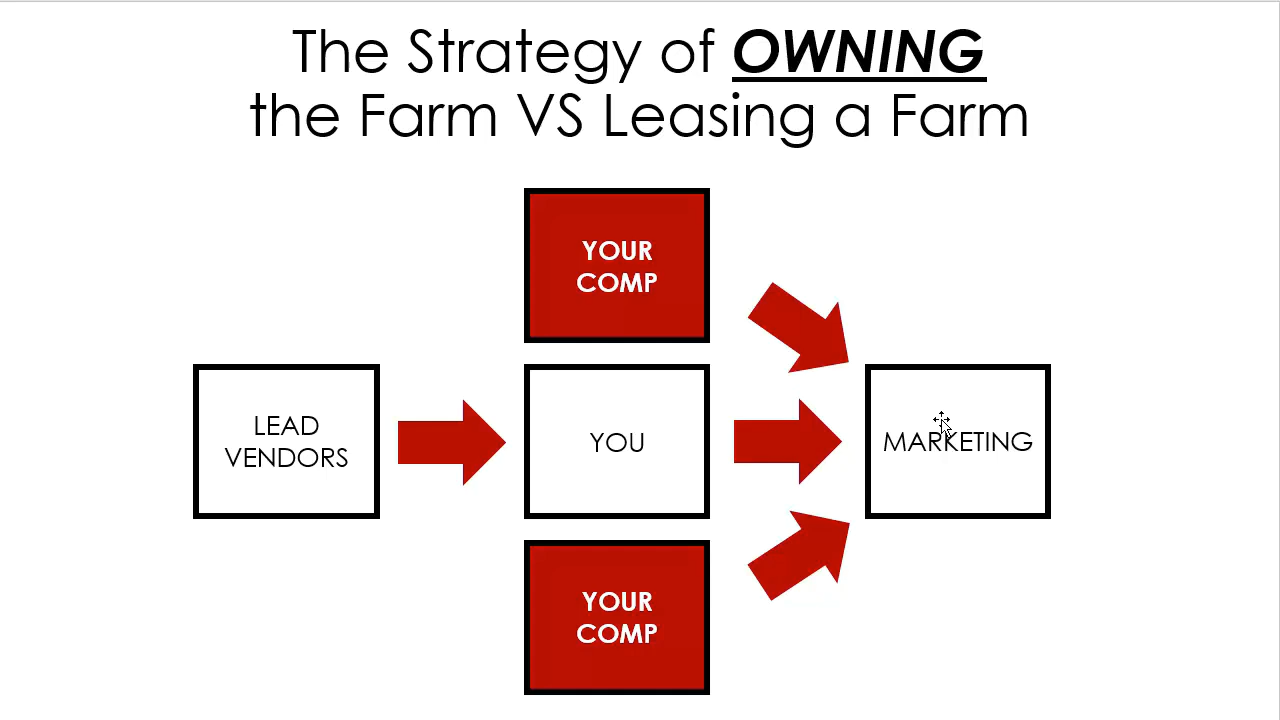 The Strategy of OWNING
the Farm VS Leasing a Farm
YOUR
COMP
LEAD
VENDORS
YOU
MARKETING
YOUR
COMP